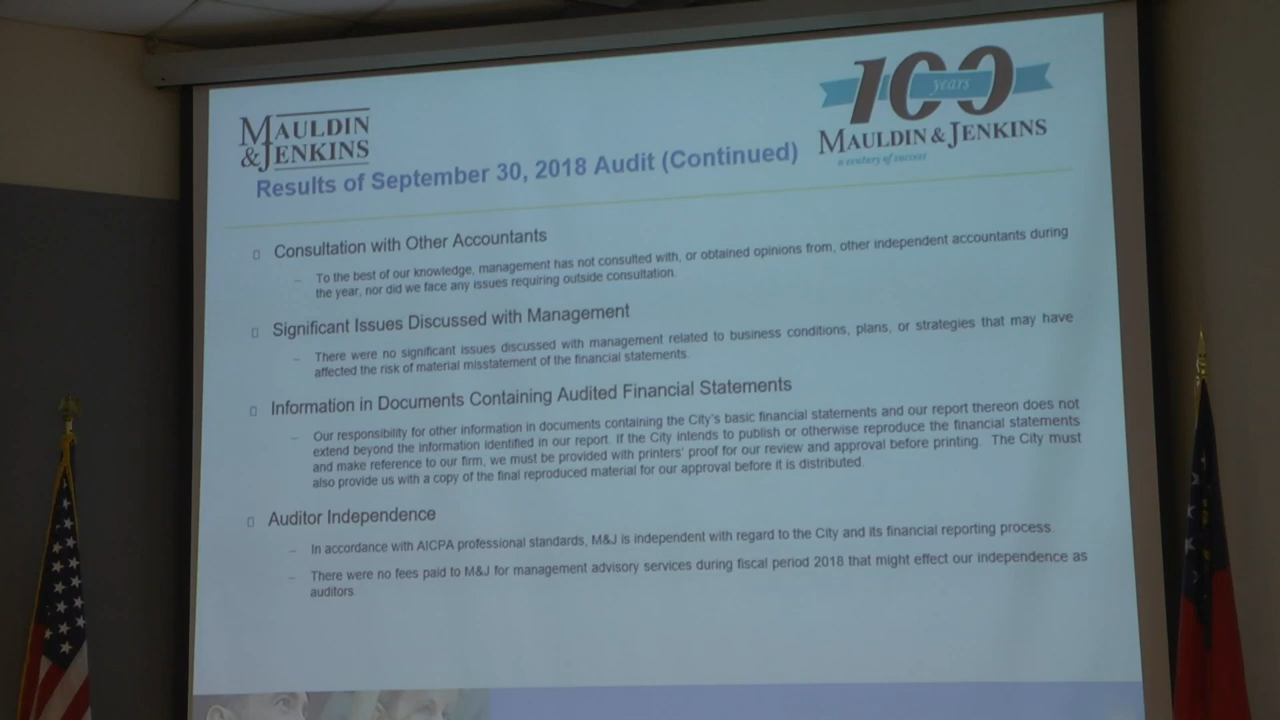 MAULDIN
&JENKINS
100
years
MAULDIN & JENKINS
a century of success
Results of September 30, 2018 Audit (Continued)
Consultation with Other Accountants
– To the best of our knowledge, management has not consulted with, or obtained opinions from, other independent accountants during
the year, nor did we face any issues requiring outside consultation.
Significant Issues Discussed with Management
– There were no significant issues discussed with management related to business conditions, plans, or strategies that may have
affected the risk of material misstatement of the financial statements.
Information in Documents Containing Audited Financial Statements
– Our responsibility for other information in documents containing the City's basic financial statements and our report thereon does not
extend beyond the information identified in our report. If the City intends to publish or otherwise reproduce the financial statements
and make reference to our firm, we must be provided with printers' proof for our review and approval before printing. The City must
also provide us with a copy of the final reproduced material for our approval before it is distributed.
Auditor Independence
– In accordance with AICPA professional standards, M&J is independent with regard to the City and its financial reporting process.
– There were no fees paid to M&J for management advisory services during fiscal period 2018 that might effect our independence as
auditors.